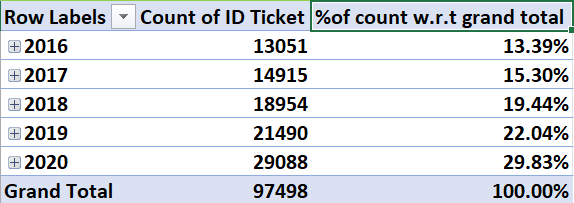 Row Labels Count of ID Ticket %of count w.r.t grand total
2016 13051 13.39%
2017 14915 15.30%
2018 18954 19.44%
2019 21490 22.04%
2020 29088 29.83%
Grand Total 97498 100.00%